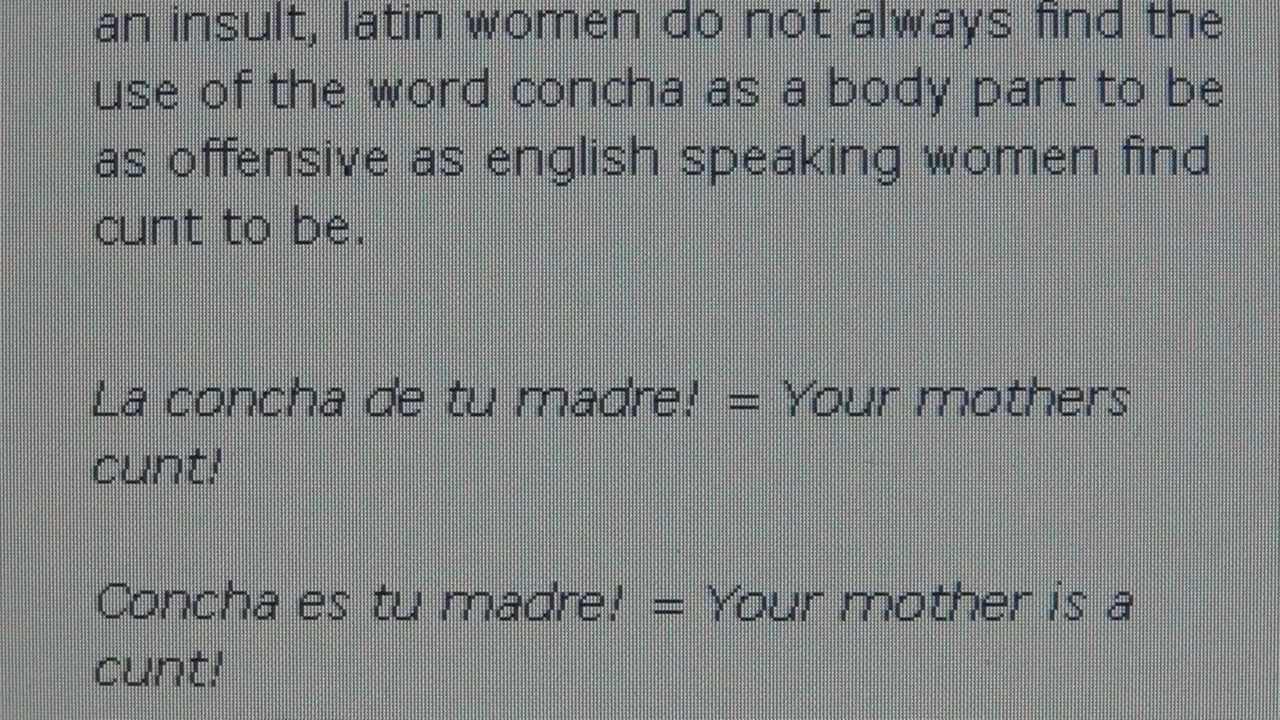 an insult, latin women do not always find the
use of the word concha as a body part to be
as offensive as english speaking women find
cunt to be.
La concha de tu madre! = Your mothers
cunt!
Concha es tu madre! = Your mother is a
cunt!